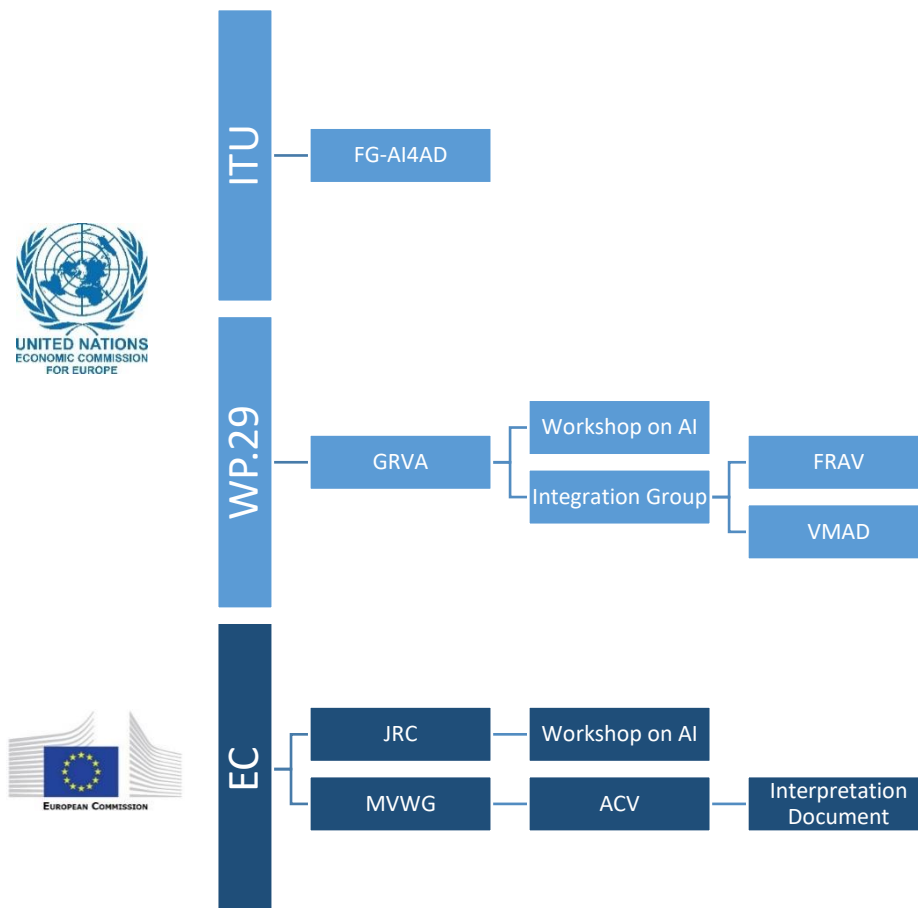 ITU
FG-AI4AD
UNITED NATIONS
ECONOMIC COMMISSION
FOR EUROPE
WP.29
GRVA
Workshop on AI
Integration Group
FRAV
VMAD
EC
JRC
Workshop on AI
MVWG
ACV
Interpretation
Document
EUROPEAN COMMISSION